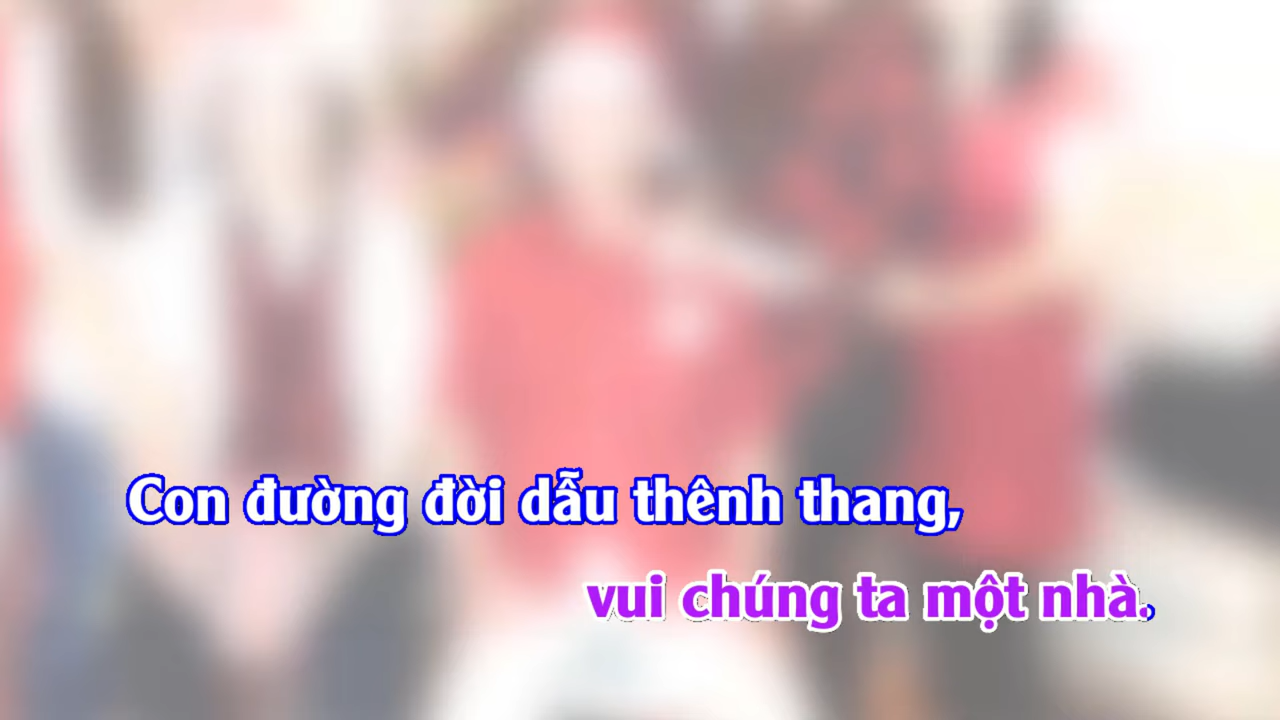 Con đường đời dẫu thênh thang,
vui chúng ta một nhà.